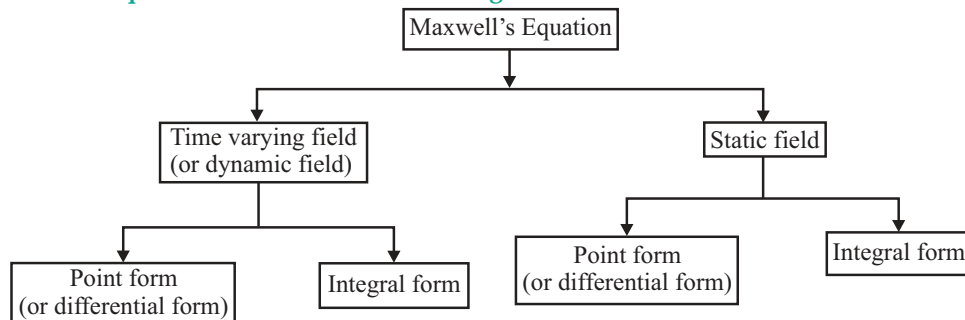 Maxwell’s Equation
Time varying field
(or dynamic field)
Static field
Point form
(or differential form)
Integral form
Point form
(or differential form)
Integral form